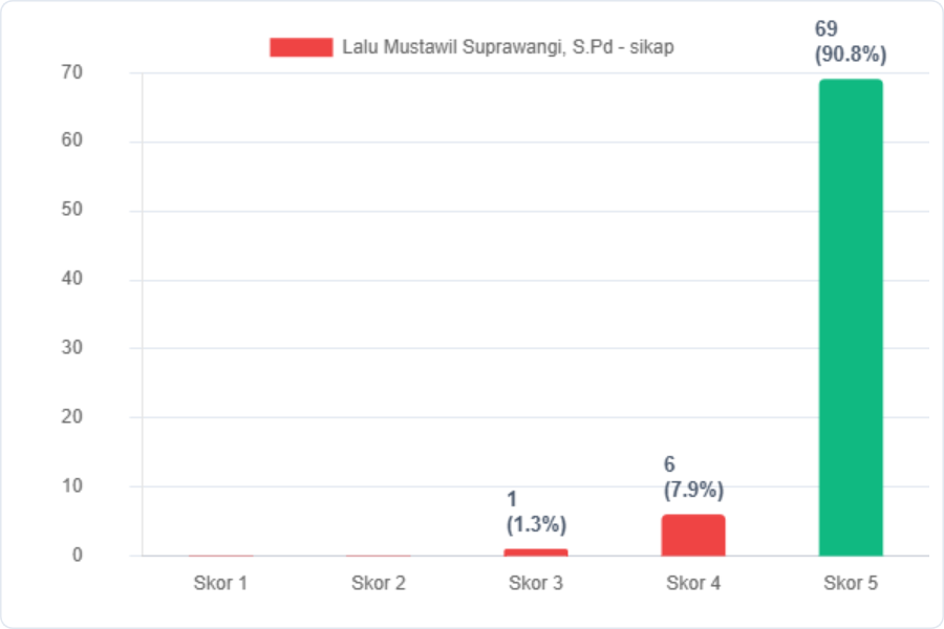 Lalu Mustawil Suprawangi, S.Pd - sikap
69
(90.8%)
70
60
50
40
30
20
10
0
1
(1.3%)
6
(7.9%)
Skor 1
Skor 2
Skor 3
Skor 4
Skor 5